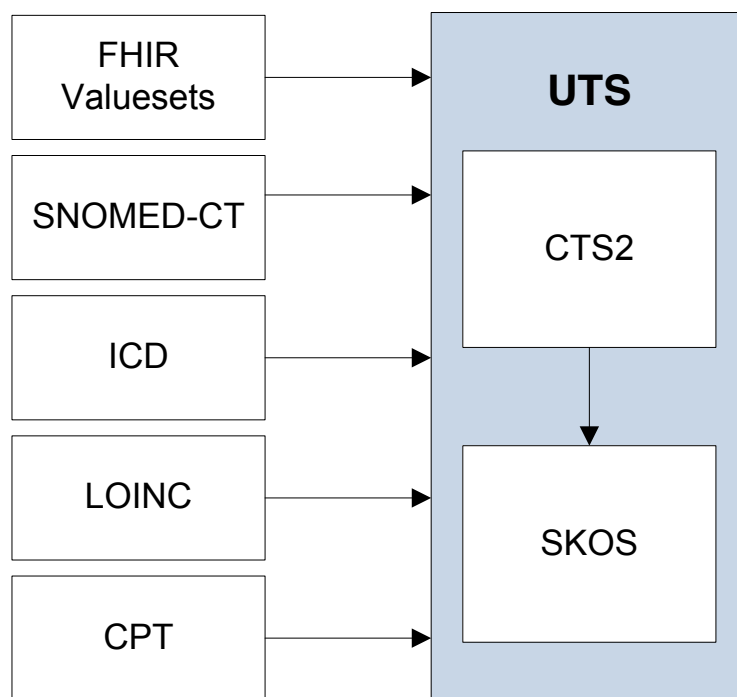 FHIR
Valuesets
SNOMED-CT
ICD
LOINC
CPT
UTS
CTS2
SKOS